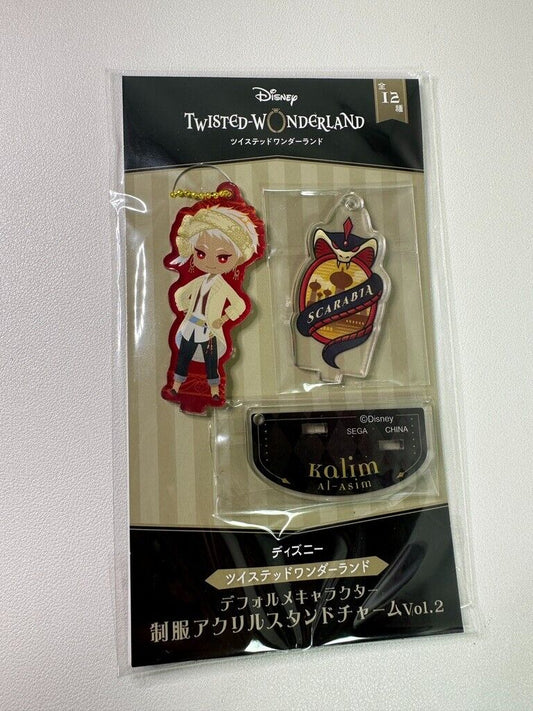 Disney
TWISTED-WONDERLAND
ツイステッドワンダーランド
全
12
種
SCARABIA
©Disney
SEGA CHINA
Kalim
Al-Asim
ディズニー
ツイステッドワンダーランド
デフォルメキャラクター
制服アクリルスタンドチャームVol.2